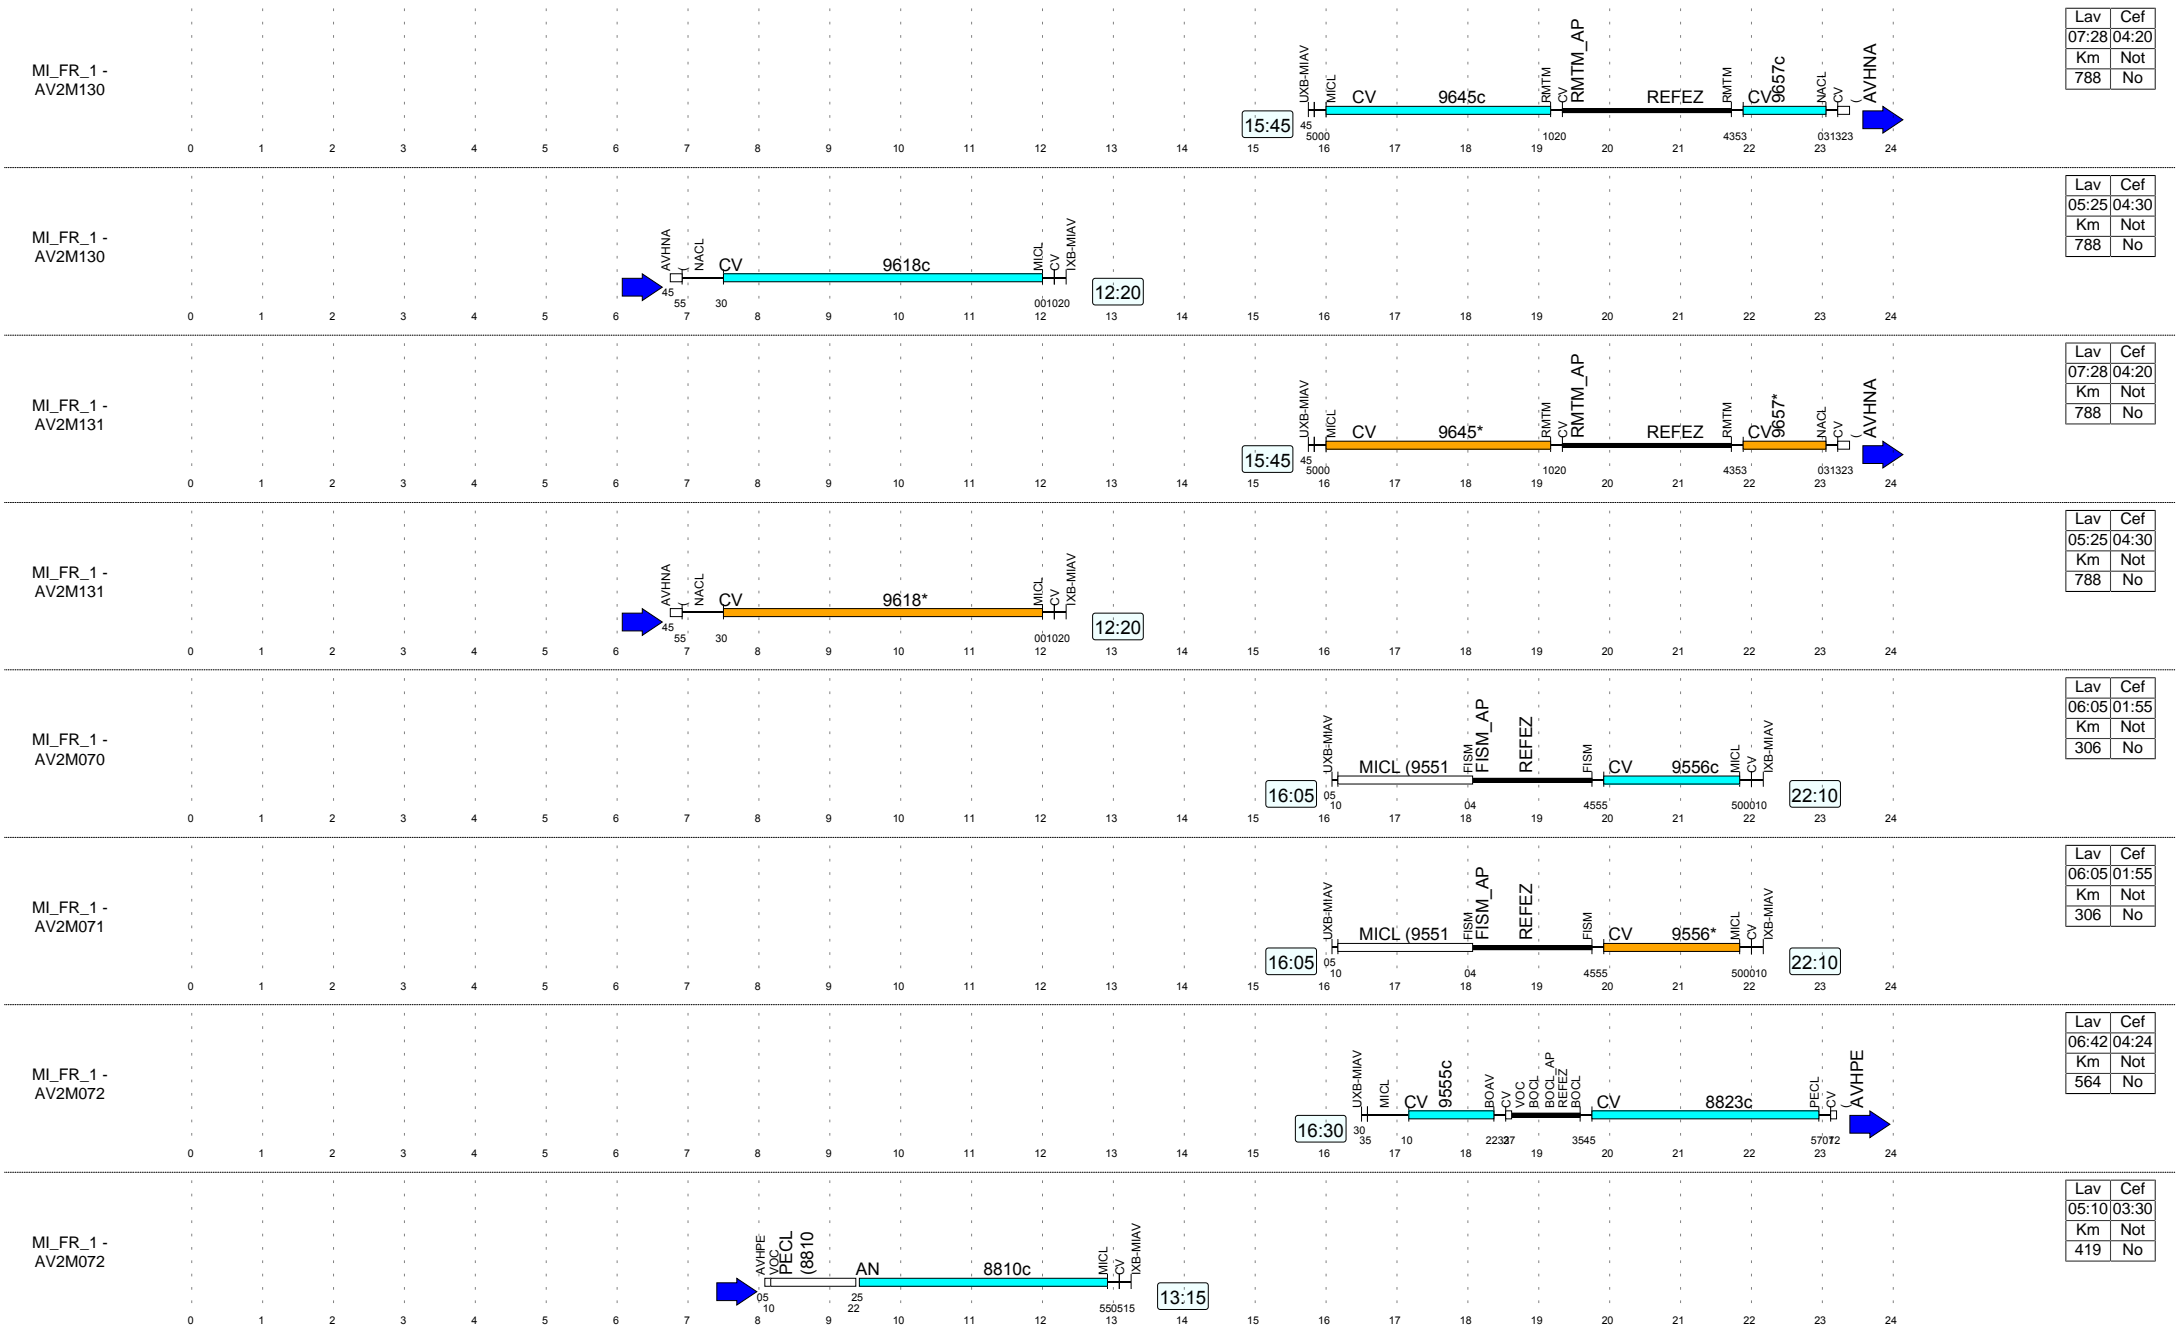 MI_FR_1 -
AV2M130
15:45
UXB-MIAV
MICL
CV
9645c
RMTM
CV
RMTM_AP
REFEZ
RMTM
CV
9657c
NACL
CV
(
AVHNA
45
5000
1020
4353
031323
Lav Cef
07:28 04:20
Km Not
788 No
0 1 2 3 4 5 6 7 8 9 10 11 12 13 14 15 16 17 18 19 20 21 22 23 24
MI_FR_1 -
AV2M130
AVHNA
(
NACL
CV
9618c
MICL
CV
IXB-MIAV
12:20
45
55
30
001020
Lav Cef
05:25 04:30
Km Not
788 No
0 1 2 3 4 5 6 7 8 9 10 11 12 13 14 15 16 17 18 19 20 21 22 23 24
MI_FR_1 -
AV2M131
15:45
UXB-MIAV
MICL
CV
9645*
RMTM
CV
RMTM_AP
REFEZ
RMTM
CV
9657*
NACL
CV
(
AVHNA
45
5000
1020
4353
031323
Lav Cef
07:28 04:20
Km Not
788 No
0 1 2 3 4 5 6 7 8 9 10 11 12 13 14 15 16 17 18 19 20 21 22 23 24
MI_FR_1 -
AV2M131
AVHNA
(
NACL
CV
9618*
MICL
CV
IXB-MIAV
12:20
45
55
30
001020
Lav Cef
05:25 04:30
Km Not
788 No
0 1 2 3 4 5 6 7 8 9 10 11 12 13 14 15 16 17 18 19 20 21 22 23 24
MI_FR_1 -
AV2M070
16:05
UXB-MIAV
MICL (9551
FISM
FISM_AP
REFEZ
FISM
CV
9556c
MICL
CV
IXB-MIAV
22:10
05
10
04
4555
500010
Lav Cef
06:05 01:55
Km Not
306 No
0 1 2 3 4 5 6 7 8 9 10 11 12 13 14 15 16 17 18 19 20 21 22 23 24
MI_FR_1 -
AV2M071
16:05
UXB-MIAV
MICL (9551
FISM
FISM_AP
REFEZ
FISM
CV
9556*
MICL
CV
IXB-MIAV
22:10
05
10
04
4555
500010
Lav Cef
06:05 01:55
Km Not
306 No
0 1 2 3 4 5 6 7 8 9 10 11 12 13 14 15 16 17 18 19 20 21 22 23 24
MI_FR_1 -
AV2M072
16:30
UXB-MIAV
MICL
CV
9555c
BOAV
CV
VOC
BOCL
BOCL_AP
REFEZ
BOCL
CV
8823c
PECL
CV
(
AVHPE
30
35
10
3545
Lav Cef
06:42 04:24
Km Not
564 No
0 1 2 3 4 5 6 7 8 9 10 11 12 13 14 15 16 17 18 19 20 21 22 23 24
MI_FR_1 -
AV2M072
AVHPE
VOC
PECL
(8810
AN
8810c
MICL
CV
IXB-MIAV
13:15
05
10
25
22
550515
Lav Cef
05:10 03:30
Km Not
419 No
0 1 2 3 4 5 6 7 8 9 10 11 12 13 14 15 16 17 18 19 20 21 22 23 24